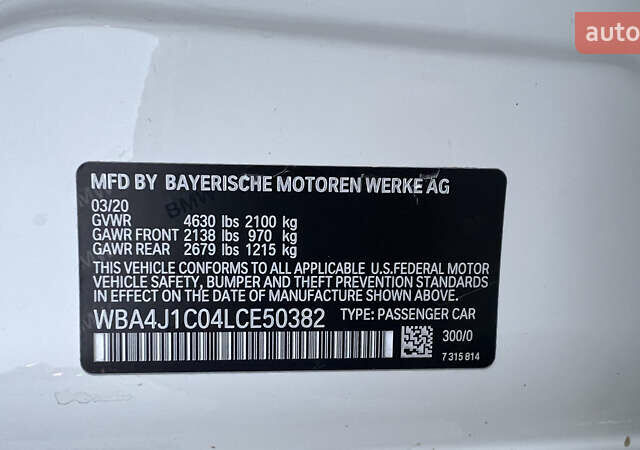 auto
MFD BY BAYERISCHE MOTOREN WERKE AG
03/20
GVWR 4630 lbs 2100 kg
GAWR FRONT 2138 lbs 970 kg
GAWR REAR 2679 lbs 1215 kg
THIS VEHICLE CONFORMS TO ALL APPLICABLE U.S.FEDERAL MOTOR
VEHICLE SAFETY, BUMPER AND THEFT PREVENTION STANDARDS
IN EFFECT ON THE DATE OF MANUFACTURE SHOWN ABOVE.
WBA4J1C04LCE50382 TYPE: PASSENGER CAR
300/0
7 315 814